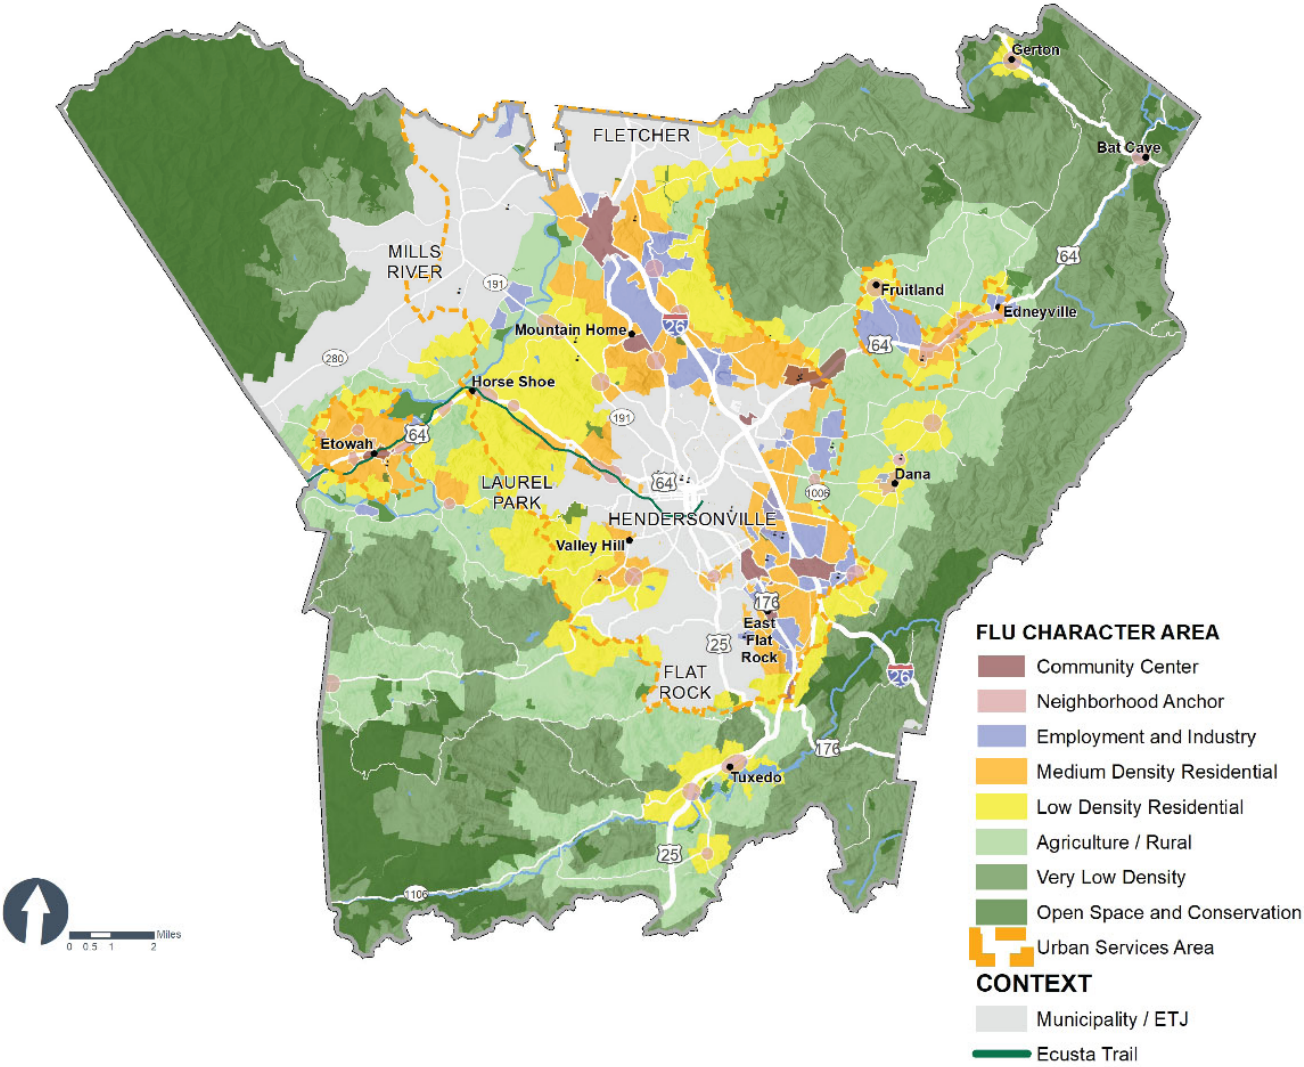 Gerton
FLETCHER
Bat Cave
MILLS
RIVER
64
191
Fruitland
Edneyville
Mountain Home
26
64
280
Horse Shoe
191
64
Etowah
Dana
LAUREL
PARK
64
1006
HENDERSONVILLE
Valley Hill
176
East
Flat
Rock
25
FLAT
ROCK
26
176
Tuxedo
25
1106
Miles
0 0.5 1 2
FLU CHARACTER AREA
Community Center
Neighborhood Anchor
Employment and Industry
Medium Density Residential
Low Density Residential
Agriculture / Rural
Very Low Density
Open Space and Conservation
Urban Services Area
CONTEXT
Municipality / ETJ
Ecusta Trail